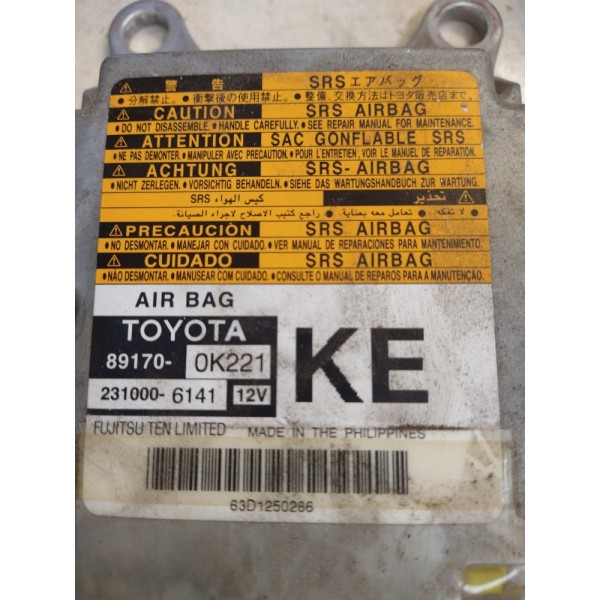 警告 SRSエアバッグ
●分解禁止。●衝撃後の使用禁止。●整備、交換方法はトヨタ販売店まで。
CAUTION SRS AIRBAG
●DO NOT DISASSEMBLE.●HANDLE CAREFULLY.●SEE REPAIR MANUAL FOR MAINTENANCE.
ATTENTION SAC GONFLABLE SRS
●NE PAS DEMONTER.●MANIPULER AVEC PRECAUTION.●POUR L'ENTRETIEN, VOIR LE MANUEL DE REPARATION.
ACHTUNG SRS-AIRBAG
●NICHT ZERLEGEN.●VORSICHTIG BEHANDELN.●SIEHE DAS WARTUNGSHANDBUCH ZUR WARTUNG.
تحذير كيس الهواء SRS
●لا تفكه.●تعامل معه بعناية.●راجع كتيب الاصلاح لاجراء الصيانة.
PRECAUCIÓN SRS AIRBAG
●NO DESMONTAR.●MANEJAR CON CUIDADO.●VER MANUAL DE REPARACIONES PARA MANTENIMIENTO.
CUIDADO SRS AIRBAG
●NÃO DESMONTAR.●MANUSEAR COM CUIDADO.●CONSULTE O MANUAL DE REPAROS PARA A MANUTENÇÃO.
AIR BAG
TOYOTA
89170-0K221
231000-6141 12V
KE
FUJITSU TEN LIMITED MADE IN THE PHILIPPINES
63D1250266